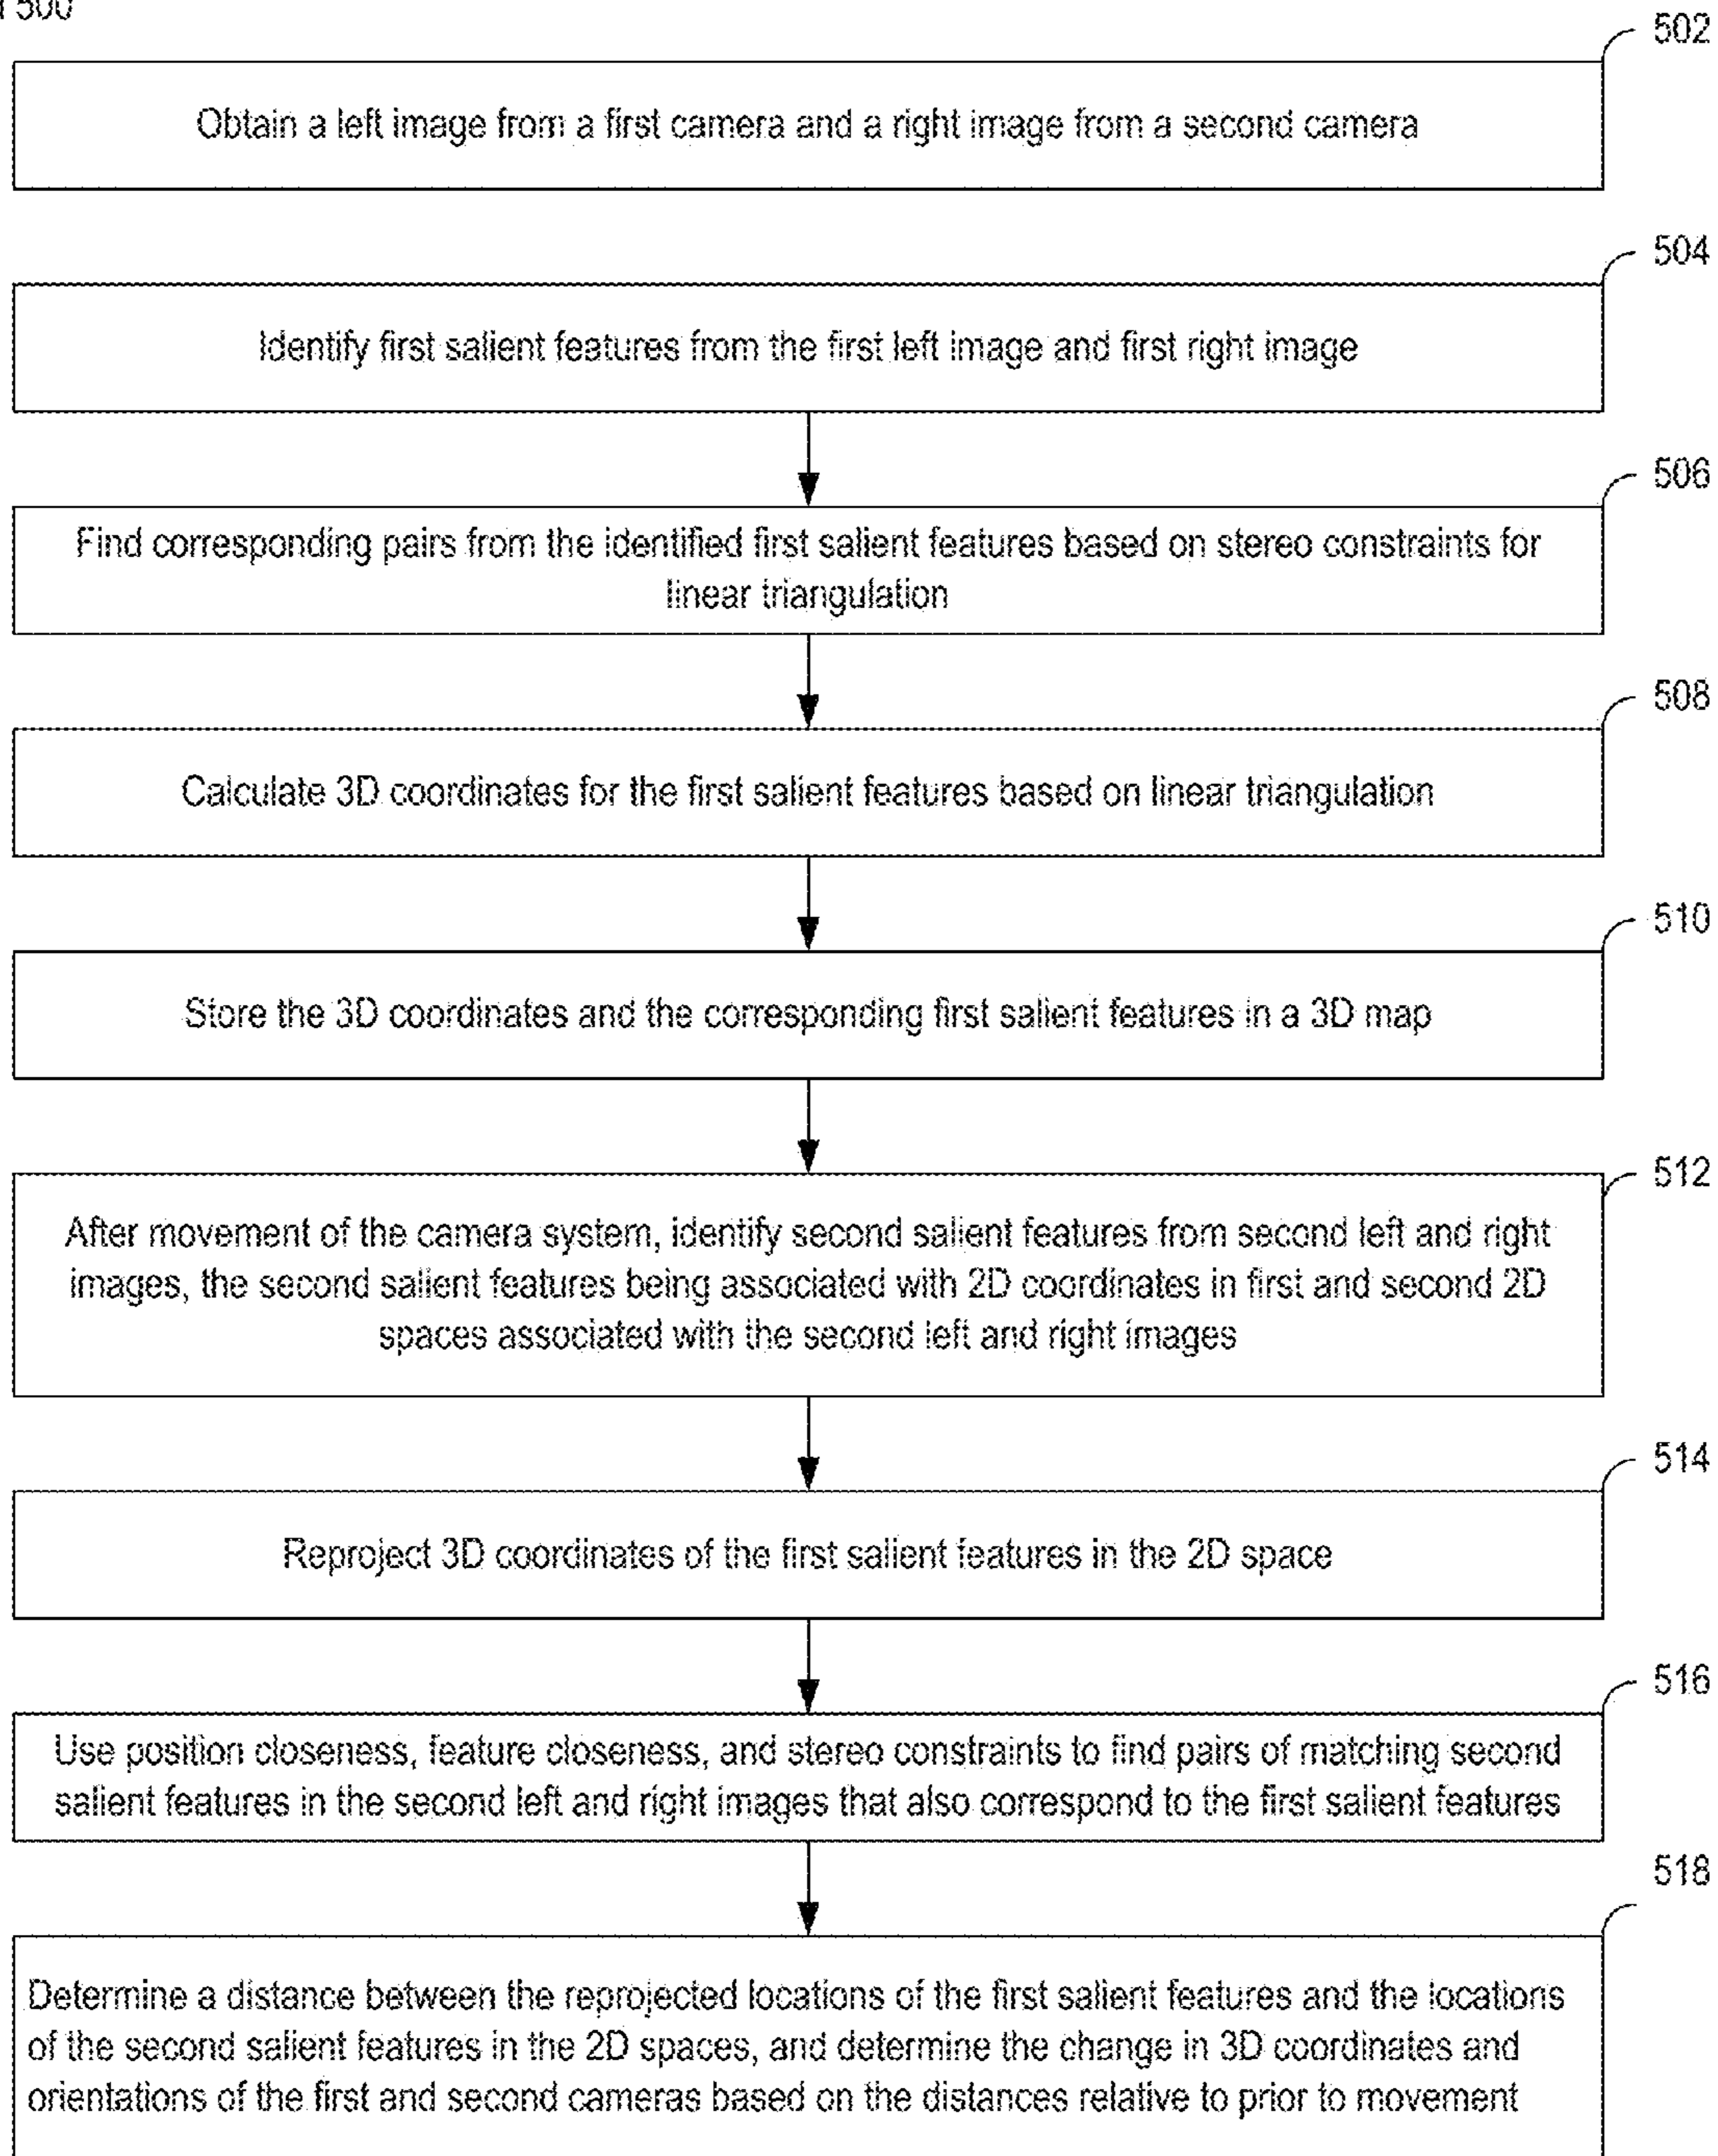 500
502
Obtain a left image from a first camera and a right image from a second camera
504
Identify first salient features from the first left image and first right image
506
Find corresponding pairs from the identified first salient features based on stereo constraints for
linear triangulation
508
Calculate 3D coordinates for the first salient features based on linear triangulation
510
Store the 3D coordinates and the corresponding first salient features in a 3D map
512
After movement of the camera system, identify second salient features from second left and right
images, the second salient features being associated with 2D coordinates in first and second 2D
spaces associated with the second left and right images
514
Reproject 3D coordinates of the first salient features in the 2D space
516
Use position closeness, feature closeness, and stereo constraints to find pairs of matching second
salient features in the second left and right images that also correspond to the first salient features
518
Determine a distance between the reprojected locations of the first salient features and the locations
of the second salient features in the 2D spaces, and determine the change in 3D coordinates and
orientations of the first and second cameras based on the distances relative to prior to movement